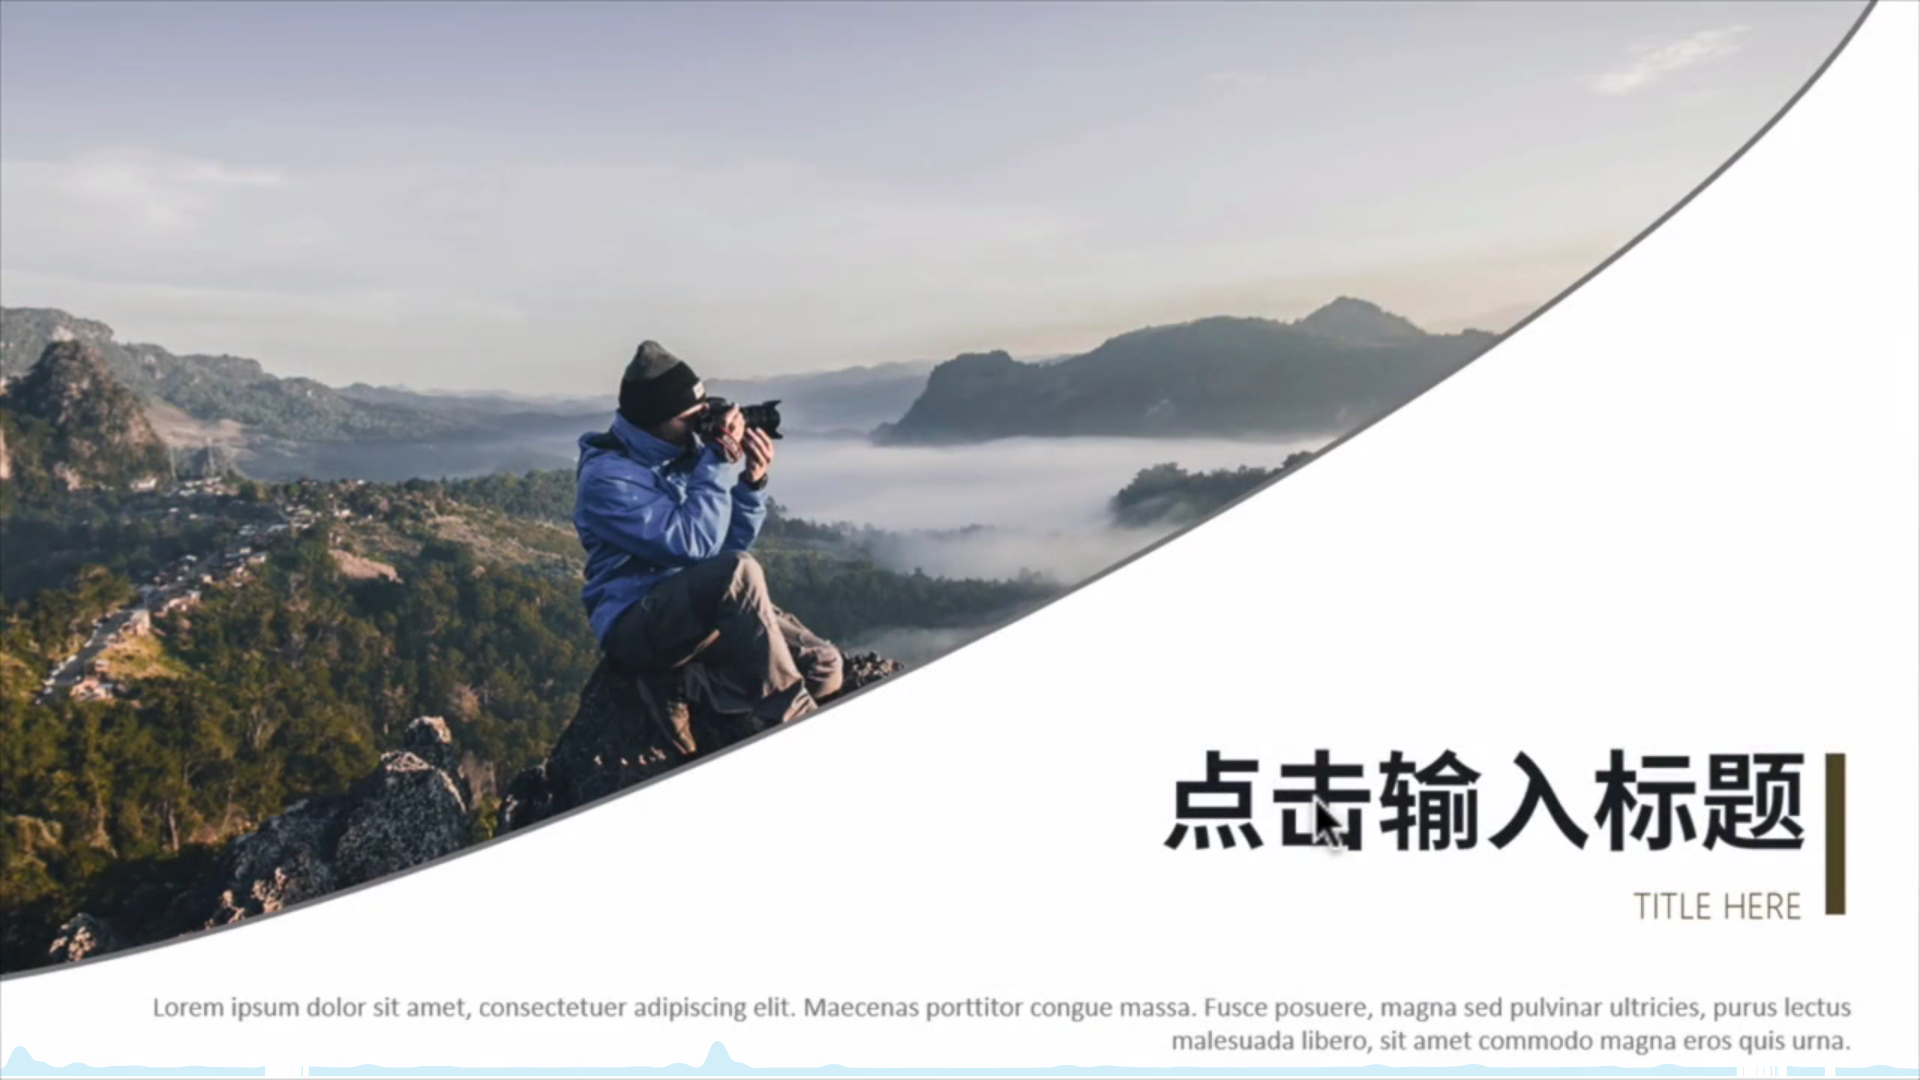 点击输入标题
TITLE HERE
Lorem ipsum dolor sit amet, consectetuer adipiscing elit. Maecenas porttitor congue massa. Fusce posuere, magna sed pulvinar ultricies, purus lectus
malesuada libero, sit amet commodo magna eros quis urna.